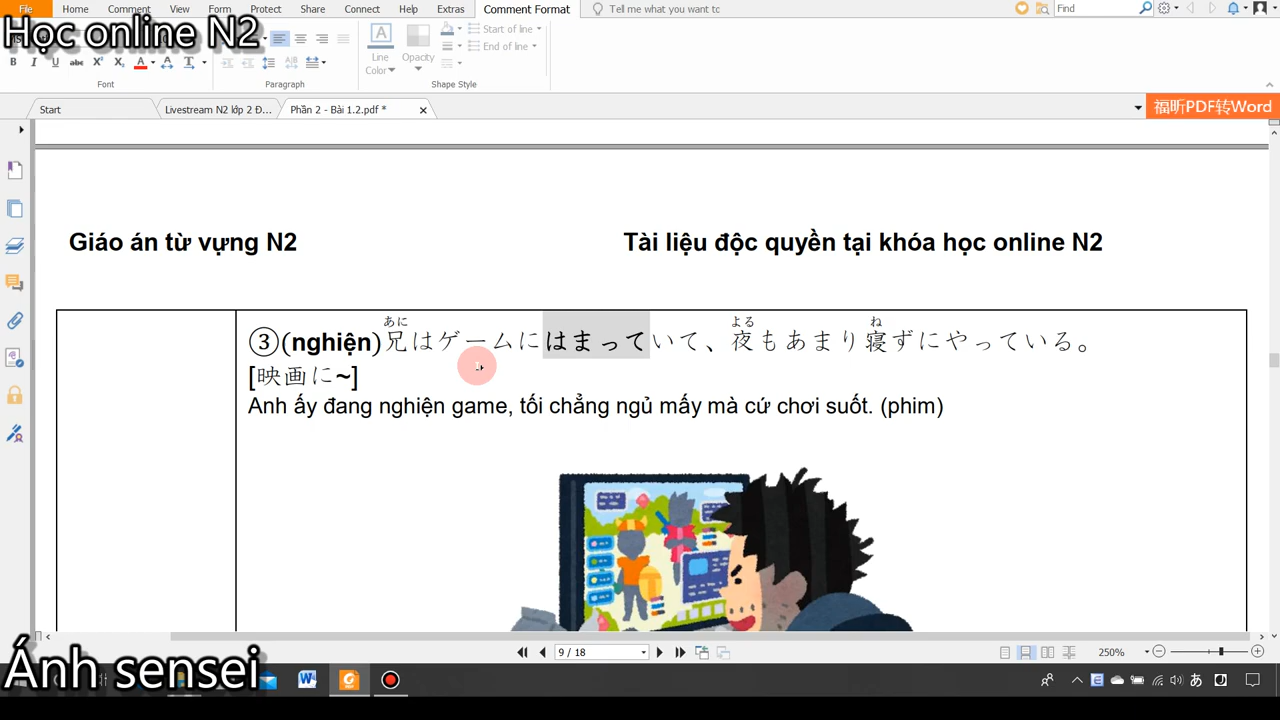 File Home Comment View Form Protect Share Connect Help Extras Comment Format Tell me what you want tc Find
Học online N2
Line Color
Opacity
Start of line
End of line
Font Paragraph Shape Style
Start Livestream N2 lớp 2 Đ... Phần 2 - Bài 1.2.pdf * 福昕PDF转Word
Giáo án từ vựng N2 Tài liệu độc quyền tại khóa học online N2
あに よる ね
③(nghiện)兄はゲームにはまっていて、夜もあまり寝ずにやっている。
[映画に~]
Anh ấy đang nghiện game, tối chẳng ngủ mấy mà cứ chơi suốt. (phim)
9 / 18 250%
Ánh sensei